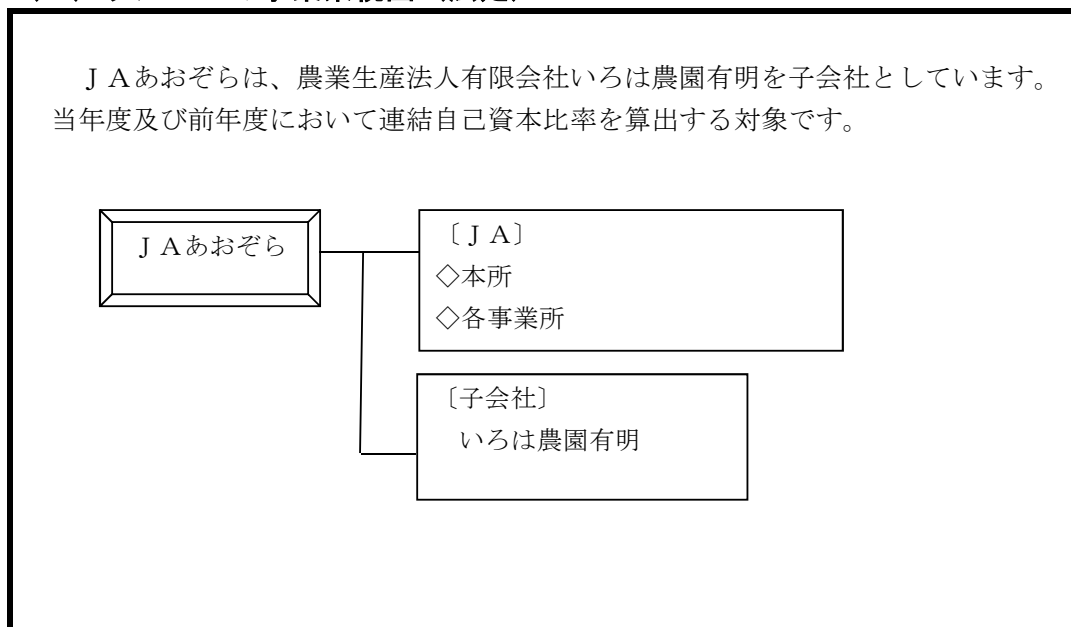 ＪＡあおぞらは、農業生産法人有限会社いろは農園有明を子会社としています。
当年度及び前年度において連結自己資本比率を算出する対象です。
ＪＡあおぞら
〔ＪＡ〕
◇本所
◇各事業所
〔子会社〕
いろは農園有明